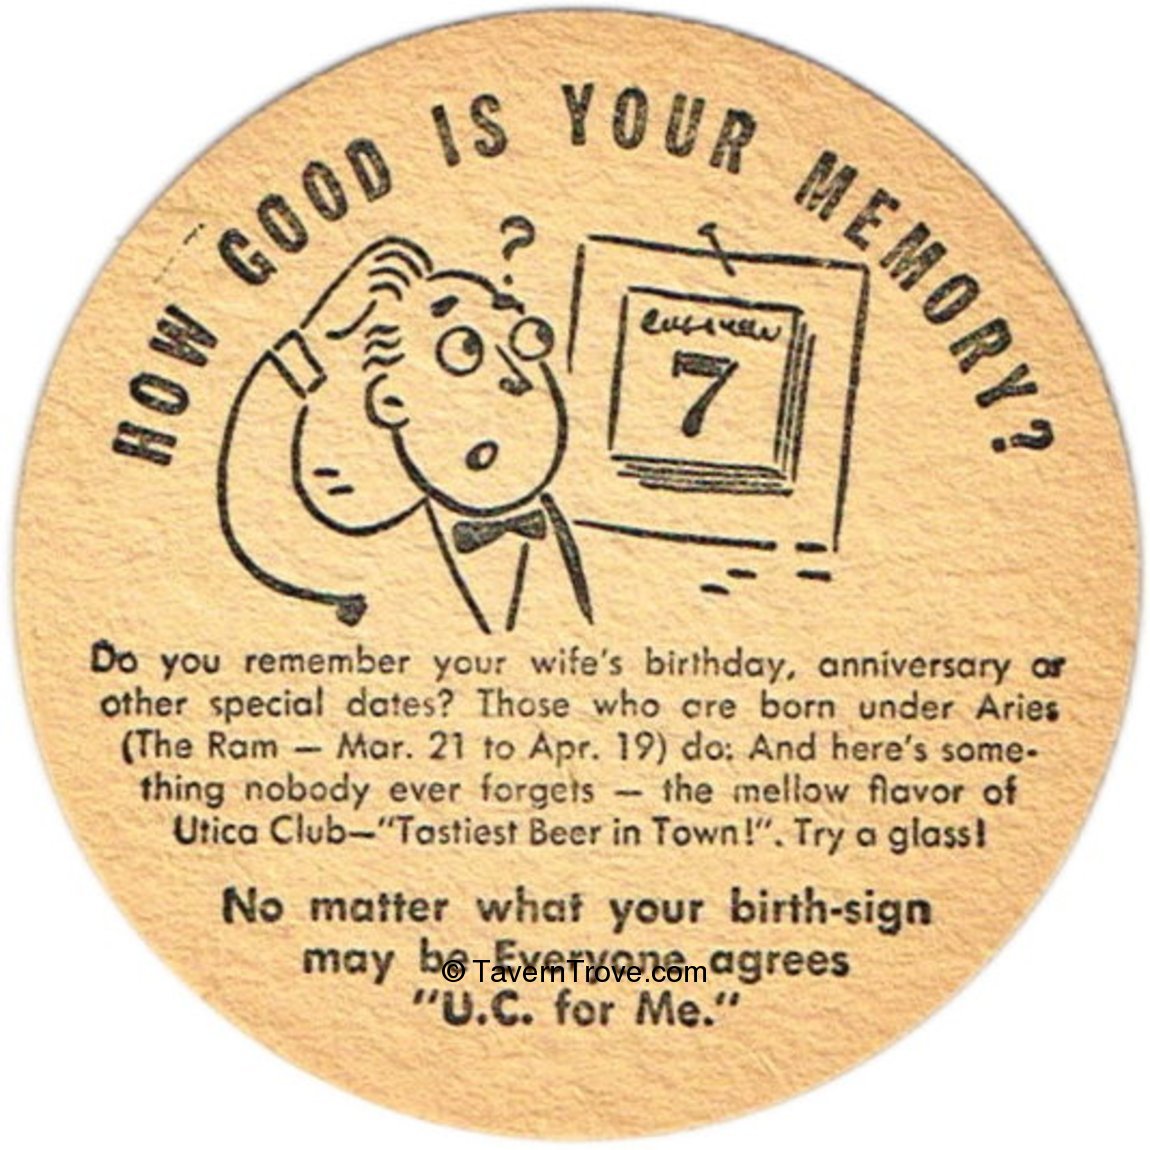 HOW GOOD IS YOUR MEMORY?
?
7
Do you remember your wife's birthday, anniversary or
other special dates? Those who are born under Aries
(The Ram — Mar. 21 to Apr. 19) do: And here's some-
thing nobody ever forgets — the mellow flavor of
Utica Club—"Tastiest Beer in Town!". Try a glass!
No matter what your birth-sign
may be Everyone agrees
© TavernTrove.com
"U.C. for Me."